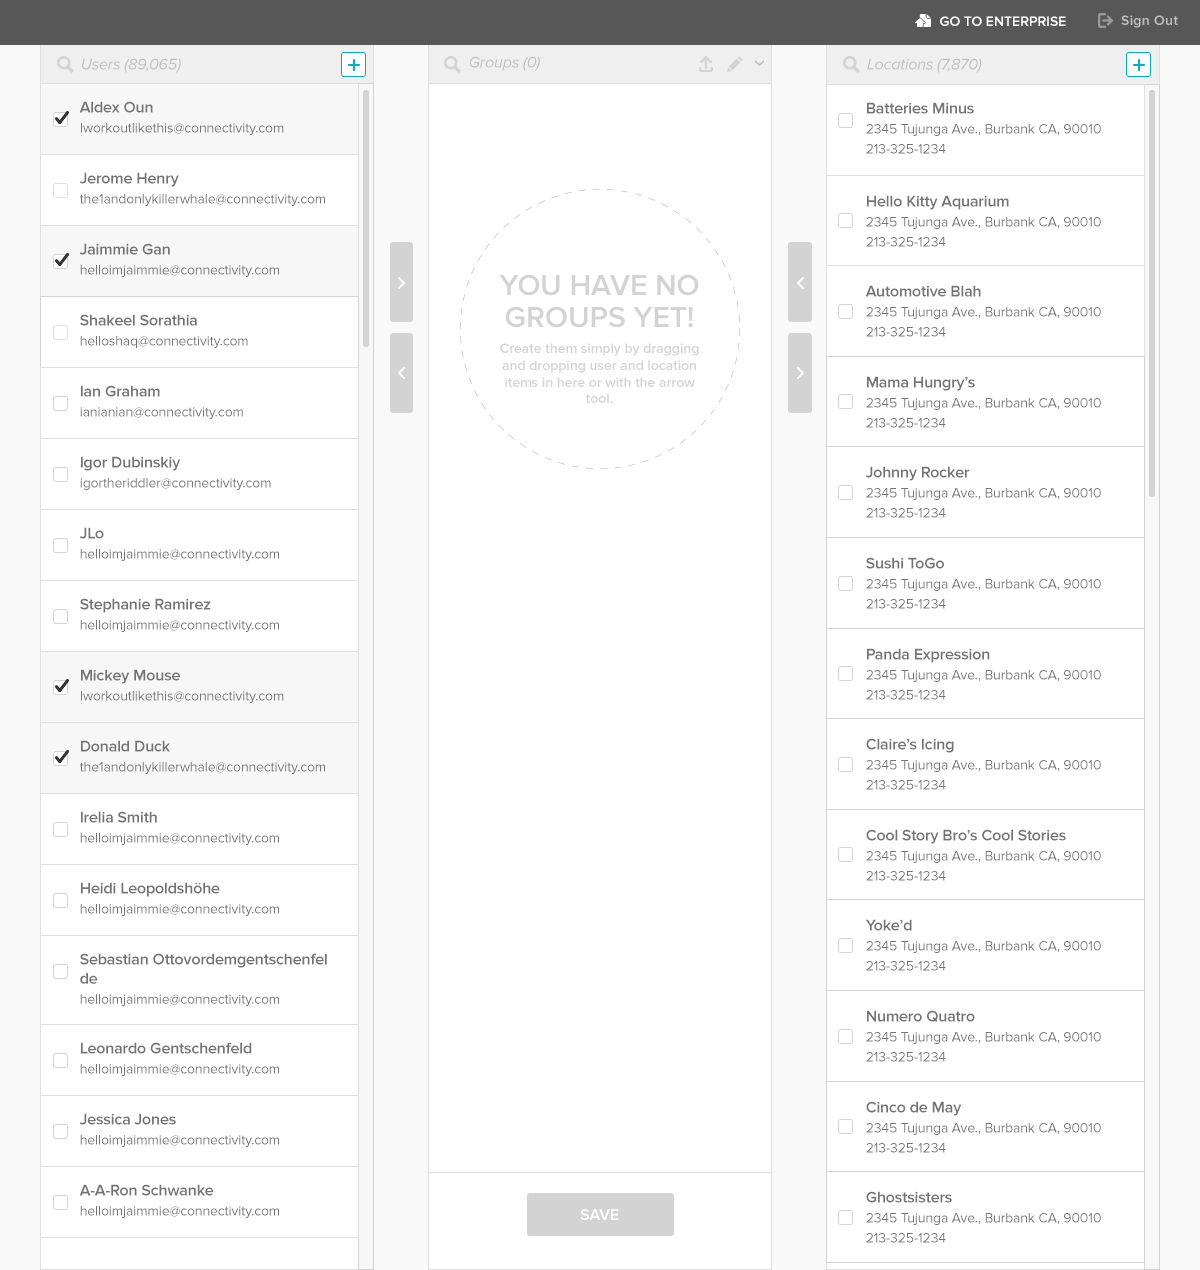 GO TO ENTERPRISE
Sign Out
Users (89,065)
Aldex Oun
Iworkoutlikethis@connectivity.com
Jerome Henry
the1andonlykillerwhale@connectivity.com
Jaimmie Gan
helloimjaimmie@connectivity.com
Shakeel Sorathia
helloshaq@connectivity.com
Ian Graham
ianianian@connectivity.com
Igor Dubinskiy
igortheriddler@connectivity.com
JLo
helloimjaimmie@connectivity.com
Stephanie Ramirez
helloimjaimmie@connectivity.com
Mickey Mouse
Iworkoutlikethis@connectivity.com
Donald Duck
the1andonlykillerwhale@connectivity.com
Irelia Smith
helloimjaimmie@connectivity.com
Heidi Leopoldshöhe
helloimjaimmie@connectivity.com
Sebastian Ottovordemgentschenfel
de
helloimjaimmie@connectivity.com
Leonardo Gentschenfeld
helloimjaimmie@connectivity.com
Jessica Jones
helloimjaimmie@connectivity.com
A-A-Ron Schwanke
helloimjaimmie@connectivity.com
Groups (0)
YOU HAVE NO
GROUPS YET!
Create them simply by dragging
and dropping user and location
items in here or with the arrow
tool.
SAVE
Locations (7,870)
Batteries Minus
2345 Tujunga Ave., Burbank CA, 90010
213-325-1234
Hello Kitty Aquarium
2345 Tujunga Ave., Burbank CA, 90010
213-325-1234
Automotive Blah
2345 Tujunga Ave., Burbank CA, 90010
213-325-1234
Mama Hungry’s
2345 Tujunga Ave., Burbank CA, 90010
213-325-1234
Johnny Rocker
2345 Tujunga Ave., Burbank CA, 90010
213-325-1234
Sushi ToGo
2345 Tujunga Ave., Burbank CA, 90010
213-325-1234
Panda Expression
2345 Tujunga Ave., Burbank CA, 90010
213-325-1234
Claire’s Icing
2345 Tujunga Ave., Burbank CA, 90010
213-325-1234
Cool Story Bro’s Cool Stories
2345 Tujunga Ave., Burbank CA, 90010
213-325-1234
Yoke’d
2345 Tujunga Ave., Burbank CA, 90010
213-325-1234
Numero Quatro
2345 Tujunga Ave., Burbank CA, 90010
213-325-1234
Cinco de May
2345 Tujunga Ave., Burbank CA, 90010
213-325-1234
Ghostsisters
2345 Tujunga Ave., Burbank CA, 90010
213-325-1234